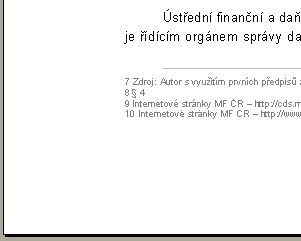 Ústřední finanční a daň
je řídícím orgánem správy da
7 Zdroj: Autor s využitím prvních předpisů z
8 § 4
9 Internetové stránky MF ČR – http://cds.m
10 Internetové stránky MF ČR – http://www